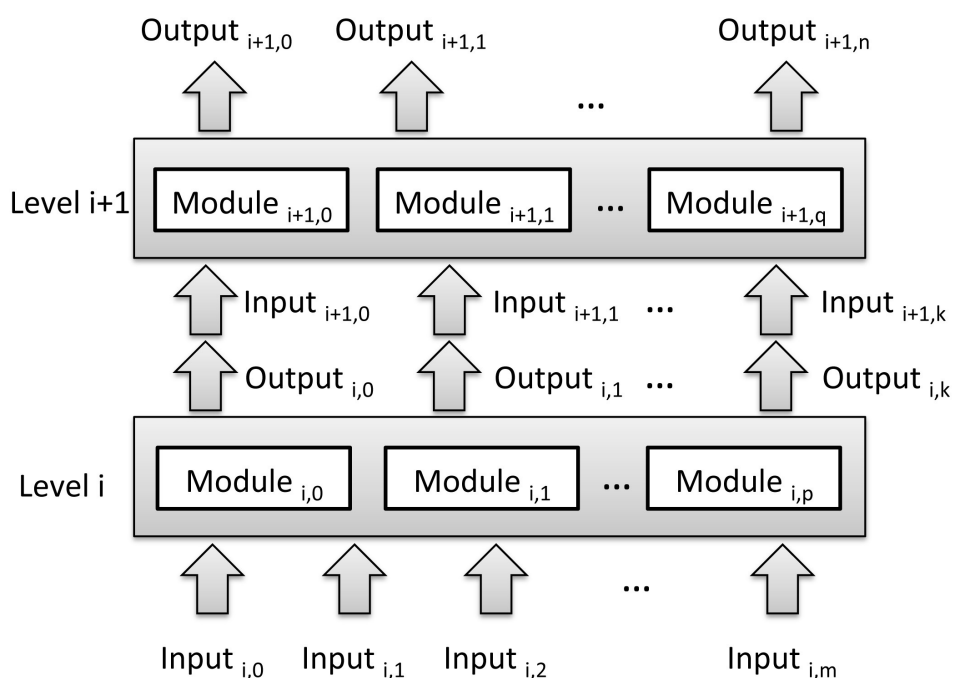 Output i+1,0 Output i+1,1 Output i+1,n
...
Level i+1 Module i+1,0 Module i+1,1 ... Module i+1,q
Input i+1,0 Input i+1,1 ... Input i+1,k
Output i,0 Output i,1 ... Output i,k
Level i Module i,0 Module i,1 ... Module i,p
...
Input i,0 Input i,1 Input i,2 Input i,m